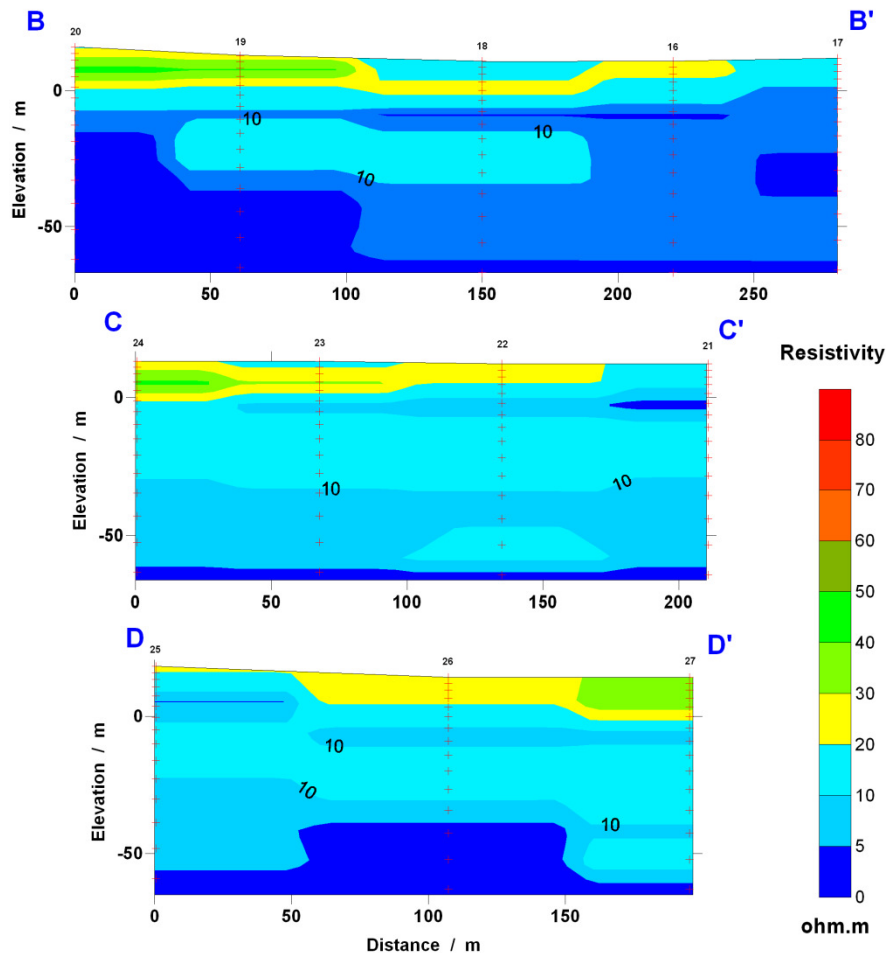 B B'
20 19 18 16 17
0
-50
Elevation / m
10 10 10
0 50 100 150 200 250
C C'
24 23 22 21
0
-50
Elevation / m
10 10
0 50 100 150 200
D D'
25 26 27
0
-50
Elevation / m
10 10 10
0 50 100 150
Distance / m
Resistivity
80
70
60
50
40
30
20
10
5
0
ohm.m